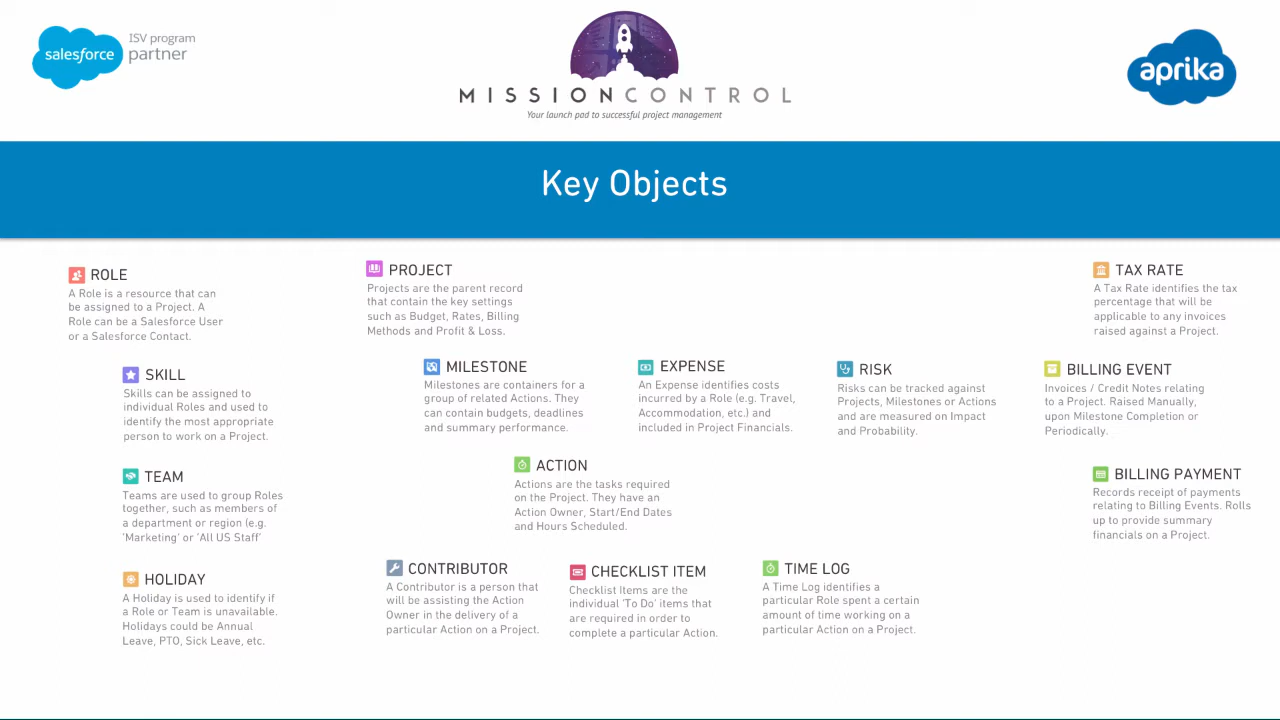 salesforce
ISV program
partner
MISSIONCONTROL
Your launch pad to successful project management
aprika
Key Objects
ROLE
A Role is a resource that can
be assigned to a Project. A
Role can be a Salesforce User
or a Salesforce Contact.
PROJECT
Projects are the parent record
that contain the key settings
such as Budget, Rates, Billing
Methods and Profit & Loss.
TAX RATE
A Tax Rate identifies the tax
percentage that will be
applicable to any invoices
raised against a Project.
SKILL
Skills can be assigned to
individual Roles and used to
identify the most appropriate
person to work on a Project.
MILESTONE
Milestones are containers for a
group of related Actions. They
can contain budgets, deadlines
and summary performance.
EXPENSE
An Expense identifies costs
incurred by a Role (e.g. Travel,
Accommodation, etc.) and
included in Project Financials.
RISK
Risks can be tracked against
Projects, Milestones or Actions
and are measured on Impact
and Probability.
BILLING EVENT
Invoices / Credit Notes relating
to a Project. Raised Manually,
upon Milestone Completion or
Periodically.
TEAM
Teams are used to group Roles
together, such as members of
a department or region (e.g.
'Marketing' or 'All US Staff'
ACTION
Actions are the tasks required
on the Project. They have an
Action Owner, Start/End Dates
and Hours Scheduled.
BILLING PAYMENT
Records receipt of payments
relating to Billing Events. Rolls
up to provide summary
financials on a Project.
HOLIDAY
A Holiday is used to identify if
a Role or Team is unavailable.
Holidays could be Annual
Leave, PTO, Sick Leave, etc.
CONTRIBUTOR
A Contributor is a person that
will be assisting the Action
Owner in the delivery of a
particular Action on a Project.
CHECKLIST ITEM
Checklist Items are the
individual 'To Do' items that
are required in order to
complete a particular Action.
TIME LOG
A Time Log identifies a
particular Role spent a certain
amount of time working on a
particular Action on a Project.